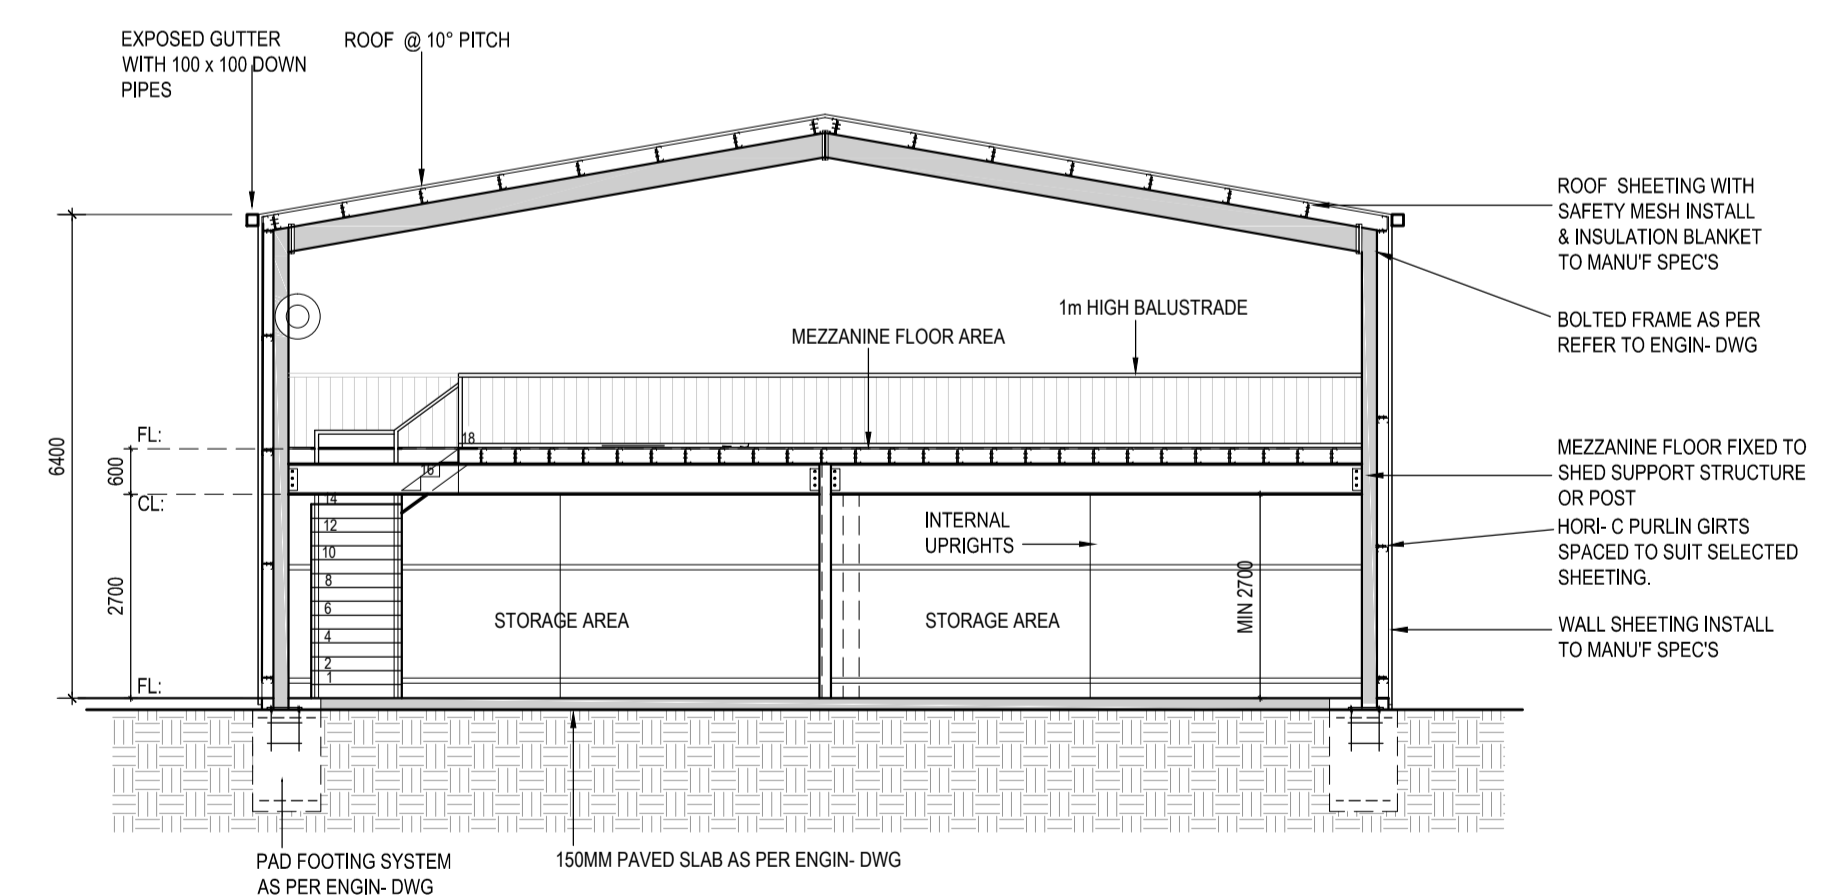 EXPOSED GUTTER
WITH 100 x 100 DOWN
PIPES
ROOF @ 10° PITCH
ROOF SHEETING WITH
SAFETY MESH INSTALL
& INSULATION BLANKET
TO MANU'F SPEC'S
1m HIGH BALUSTRADE
MEZZANINE FLOOR AREA
BOLTED FRAME AS PER
REFER TO ENGIN- DWG
FL:
18
6400
600
16
MEZZANINE FLOOR FIXED TO
SHED SUPPORT STRUCTURE
OR POST
CL:
14
12
10
8
6
4
2
1
INTERNAL
UPRIGHTS
HORI- C PURLIN GIRTS
SPACED TO SUIT SELECTED
SHEETING.
2700
MIN 2700
STORAGE AREA
STORAGE AREA
WALL SHEETING INSTALL
TO MANU'F SPEC'S
FL:
PAD FOOTING SYSTEM
AS PER ENGIN- DWG
150MM PAVED SLAB AS PER ENGIN- DWG